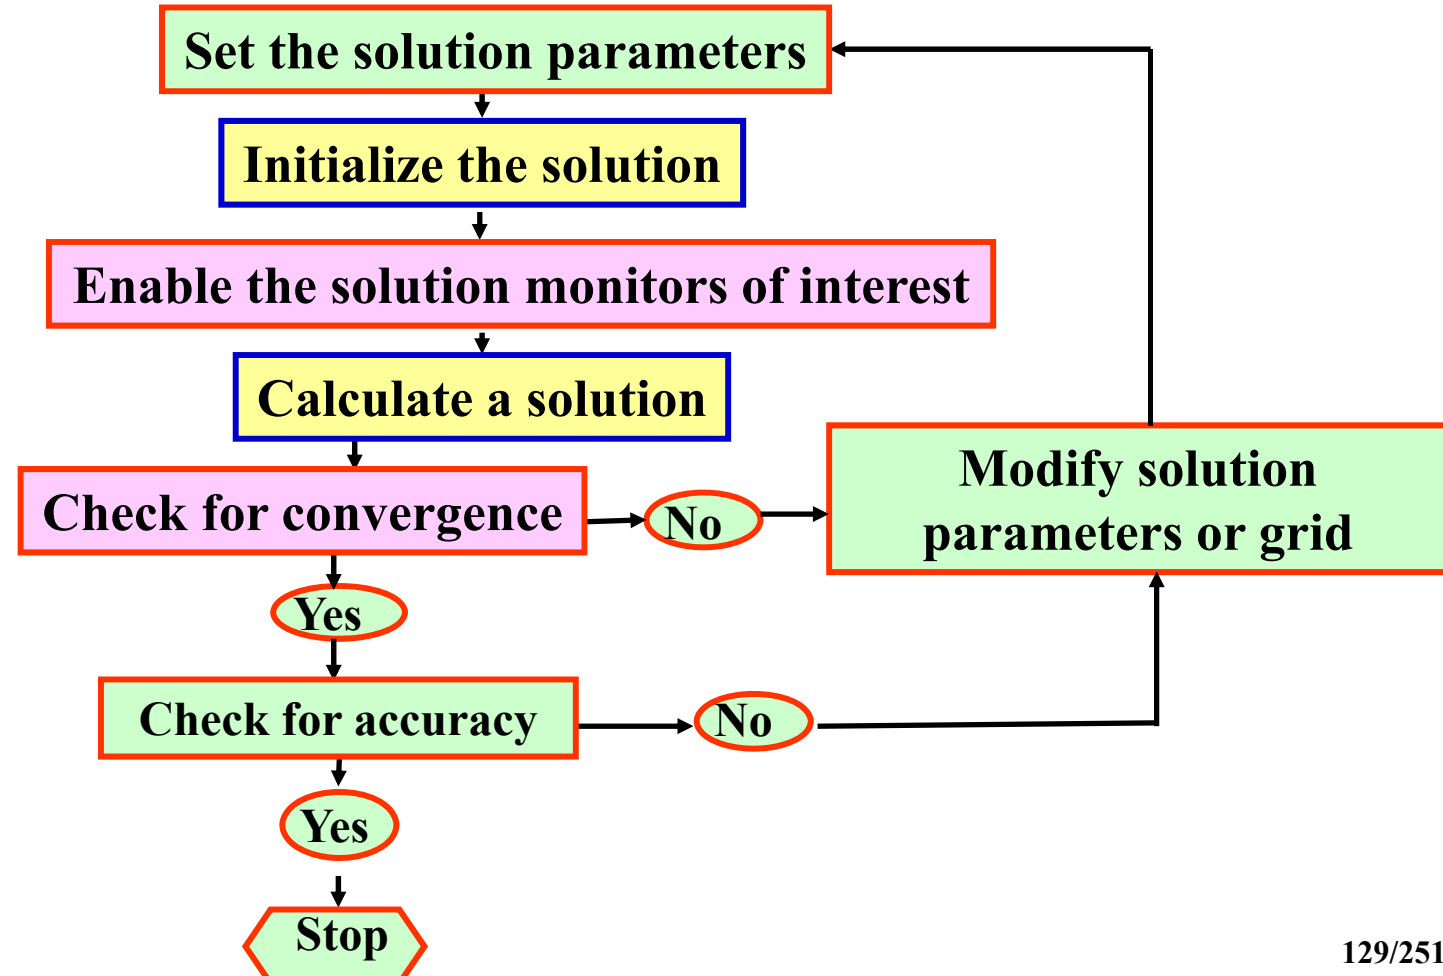 Set the solution parameters
Initialize the solution
Enable the solution monitors of interest
Calculate a solution
Check for convergence
No
Modify solution
parameters or grid
Yes
Check for accuracy
No
Yes
Stop
129/251